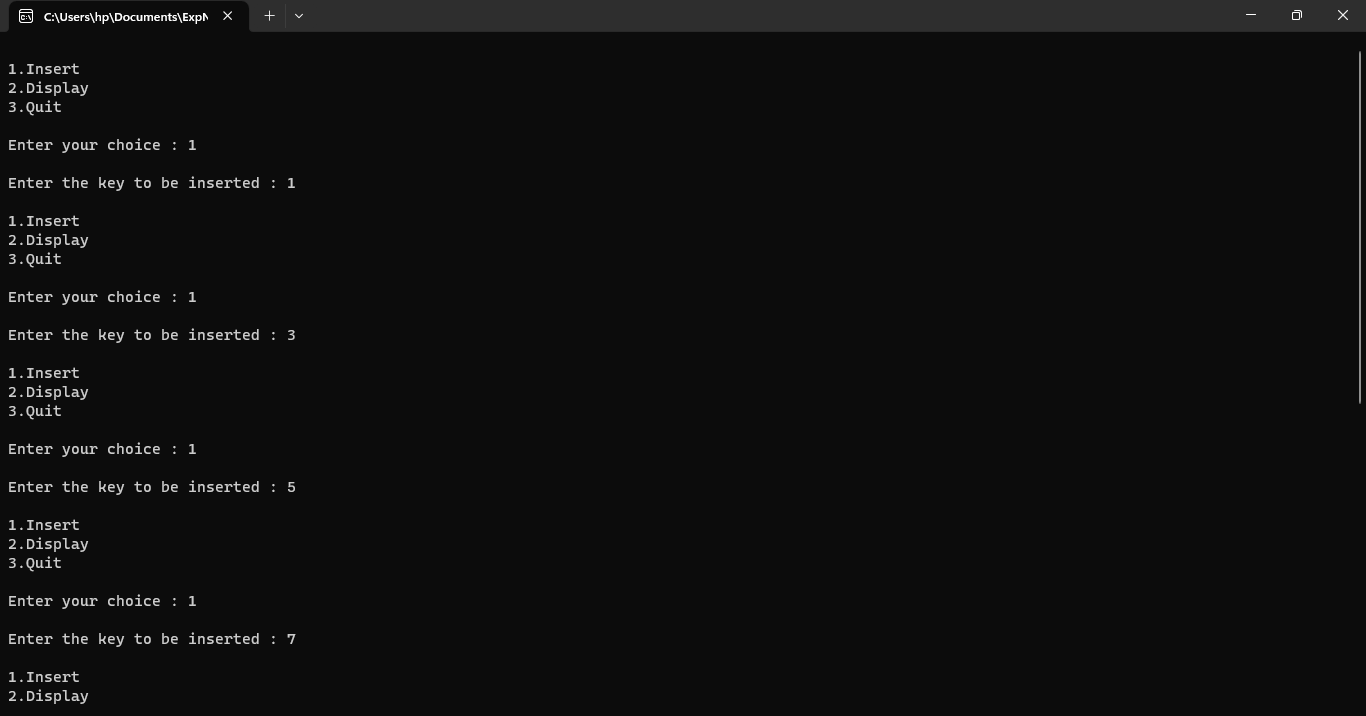 C:\Users\hp\Documents\ExpN
1.Insert
2.Display
3.Quit
Enter your choice : 1
Enter the key to be inserted : 1
1.Insert
2.Display
3.Quit
Enter your choice : 1
Enter the key to be inserted : 3
1.Insert
2.Display
3.Quit
Enter your choice : 1
Enter the key to be inserted : 5
1.Insert
2.Display
3.Quit
Enter your choice : 1
Enter the key to be inserted : 7
1.Insert
2.Display